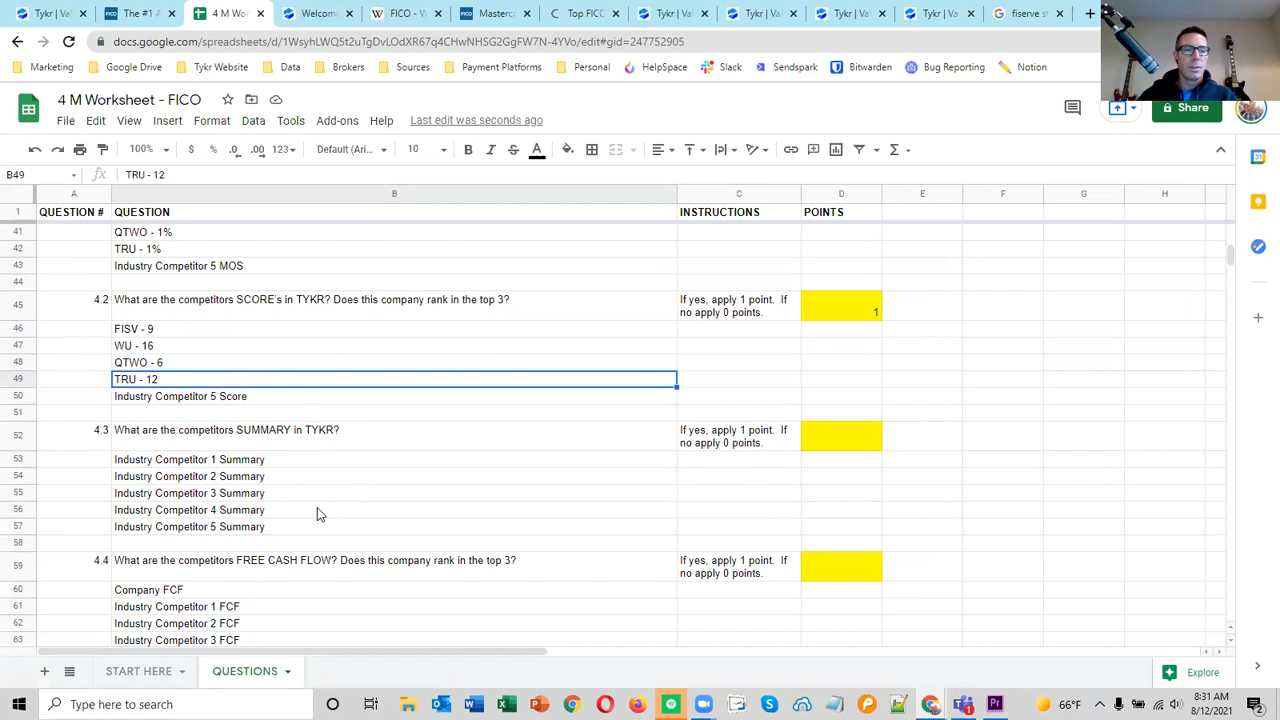 Tykr | Val
The #1 A
4 M Wor
Welcom
V - Wiki
Masterca
Top FICO
Tykr | Val
Tykr | Val
Tykr | Val
Tykr | Val
fiserve st
docs.google.com/spreadsheets/d/1WsyhLWQ5t2uTgDvLOdXR67q4CHwNHSG2GgFW7N-4YVo/edit#gid=247752905
Marketing Google Drive Tykr Website Data Brokers Sources Payment Platforms Personal HelpSpace Slack Sendspark Bitwarden Bug Reporting Notion
4 M Worksheet - FICO
File Edit View Insert Format Data Tools Add-ons Help Last edit was seconds ago
Share
100% $ % .0 .00 123 Default (Ari... 10 B I S A
B49 fx TRU - 12
A B C D E F G H
1 QUESTION # QUESTION INSTRUCTIONS POINTS
41 QTWO - 1%
42 TRU - 1%
43 Industry Competitor 5 MOS
44
45 4.2 What are the competitors SCORE's in TYKR? Does this company rank in the top 3? If yes, apply 1 point. If
no apply 0 points. 1
46 FISV - 9
47 WU - 16
48 QTWO - 6
49 TRU - 12
50 Industry Competitor 5 Score
51
52 4.3 What are the competitors SUMMARY in TYKR? If yes, apply 1 point. If
no apply 0 points.
53 Industry Competitor 1 Summary
54 Industry Competitor 2 Summary
55 Industry Competitor 3 Summary
56 Industry Competitor 4 Summary
57 Industry Competitor 5 Summary
58
59 4.4 What are the competitors FREE CASH FLOW? Does this company rank in the top 3? If yes, apply 1 point. If
no apply 0 points.
60 Company FCF
61 Industry Competitor 1 FCF
62 Industry Competitor 2 FCF
63 Industry Competitor 3 FCF
START HERE QUESTIONS Explore
Type here to search
66°F
8:31 AM
8/12/2021